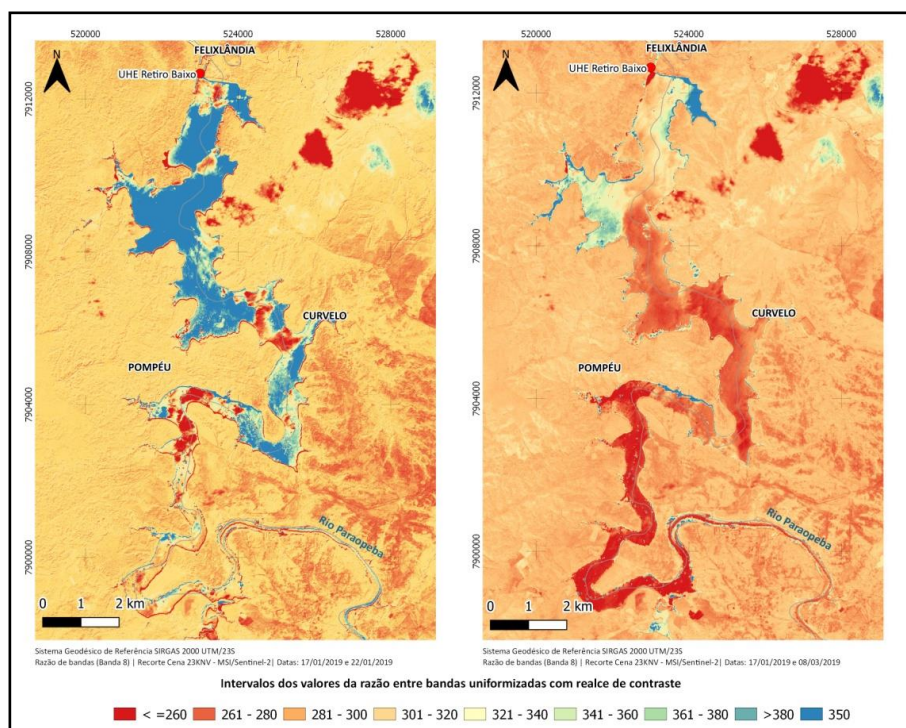 520000 524000 528000
520000 524000 528000
FELIXLÂNDIA
FELIXLÂNDIA
N
UHE Retiro Baixo
N
UHE Retiro Baixo
7912000
7912000
7908000
7908000
CURVELO
CURVELO
POMPÉU
POMPÉU
7904000
7904000
Rio Paraopeba
Rio Paraopeba
7900000
7900000
0 1 2 km
0 1 2 km
Sistema Geodésico de Referência SIRGAS 2000 UTM/23S
Razão de bandas (Banda 8) | Recorte Cena 23KNV - MSI/Sentinel-2| Datas: 17/01/2019 e 22/01/2019
Sistema Geodésico de Referência SIRGAS 2000 UTM/23S
Razão de bandas (Banda 8) | Recorte Cena 23KNV - MSI/Sentinel-2 | Datas: 17/01/2019 e 08/03/2019
Intervalos dos valores da razão entre bandas uniformizadas com realce de contraste
< =260 261 - 280 281 - 300 301 - 320 321 - 340 341 - 360 361 - 380 >380 350